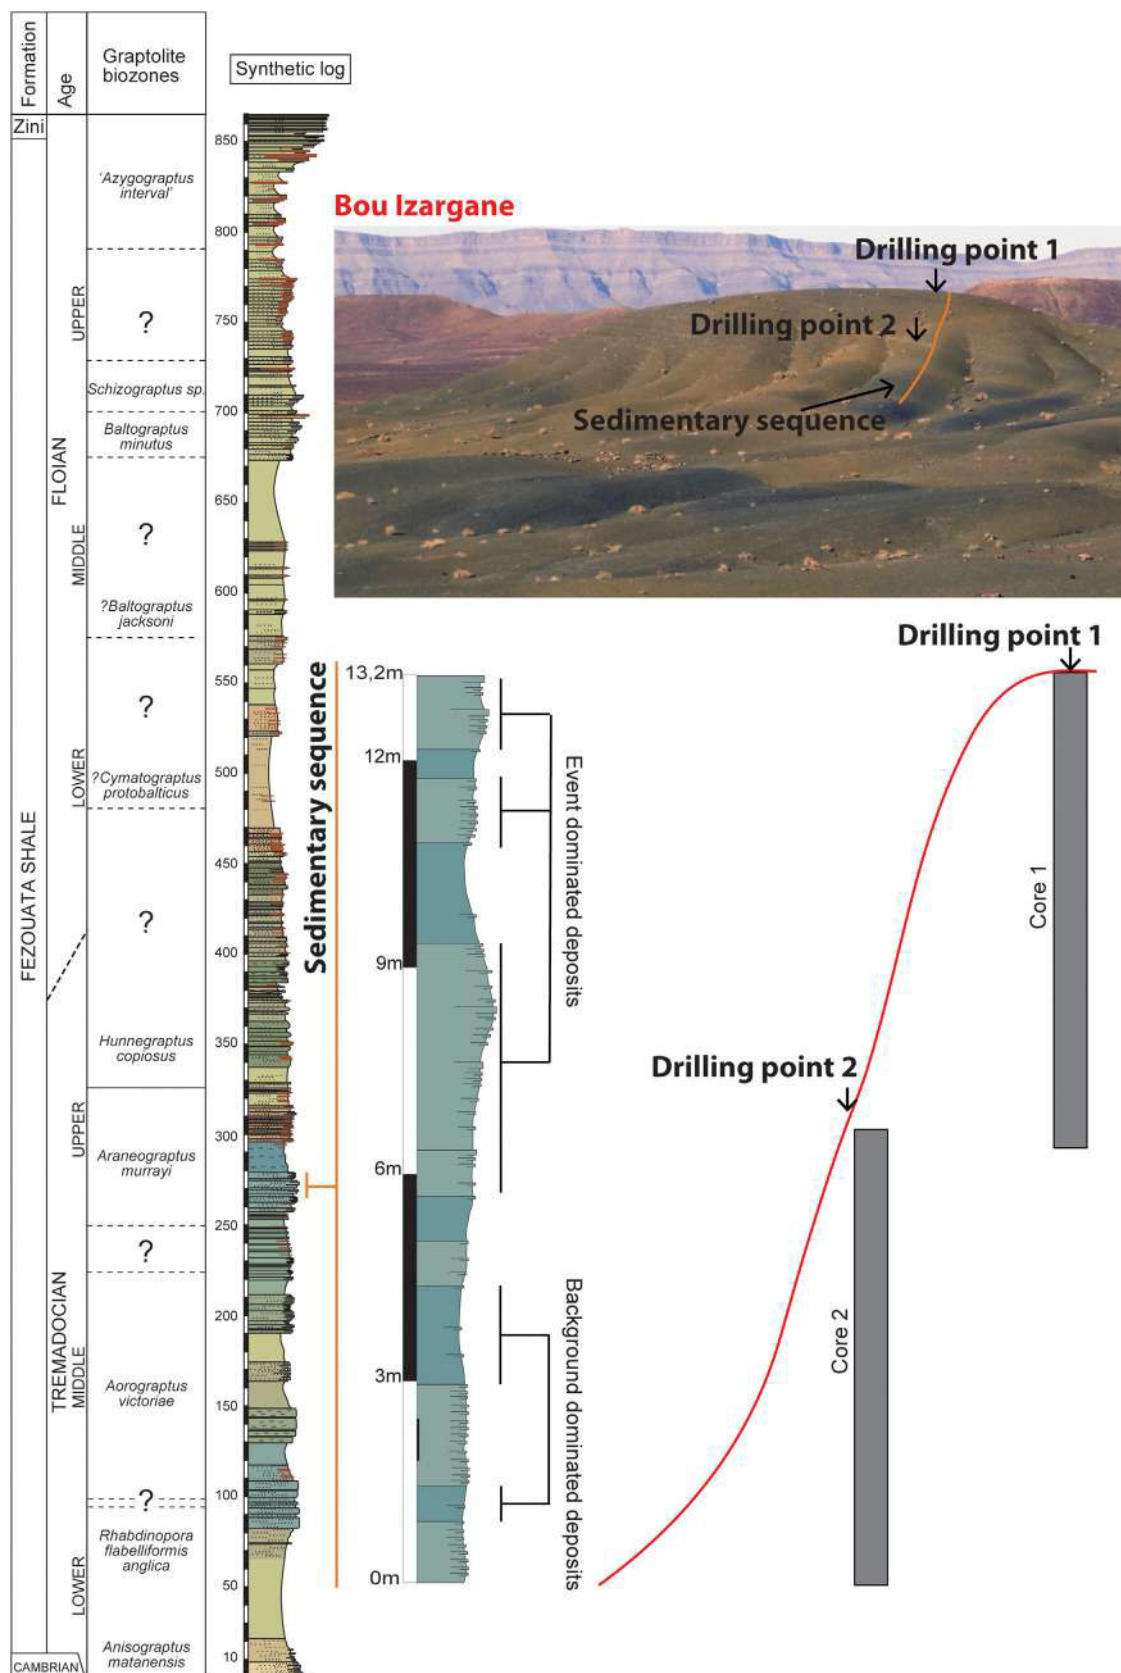 Formation
Age
Graptolite
biozones
Synthetic log
Zini
FEZOUATA SHALE
CAMBRIAN
FLOIAN
UPPER
MIDDLE
LOWER
TREMADOCIAN
UPPER
MIDDLE
LOWER
'Azygograptus
interval'
?
Schizograptus sp.
Baltograptus
minutus
?
?Baltograptus
jacksoni
?
?Cymatograptus
protobalticus
?
Hunnegraptus
copiosus
Araneograptus
murrayi
?
Aorograptus
victoriae
?
Rhabdinopora
flabelliformis
anglica
Anisograptus
matanensis
850
800
750
700
650
600
550
500
450
400
350
300
250
200
150
100
50
10
Bou Izargane
Drilling point 1
Drilling point 2
Sedimentary sequence
Sedimentary sequence
13,2m
12m
9m
6m
3m
0m
Event dominated deposits
Background dominated deposits
Drilling point 1
Core 1
Drilling point 2
Core 2